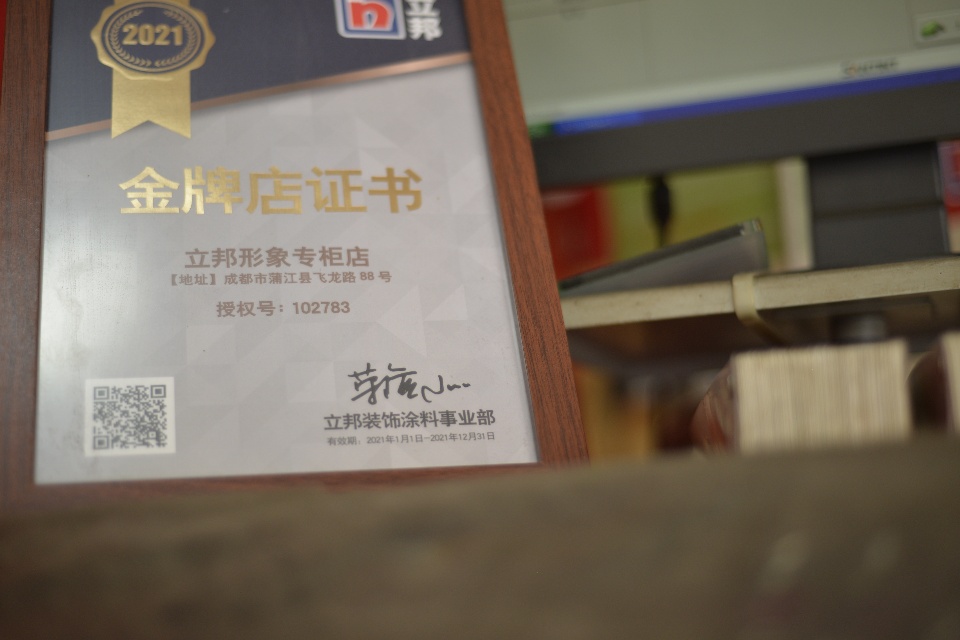 2021
立邦
金牌店证书
立邦形象专柜店
【地址】成都市蒲江县飞龙路 88 号
授权号：102783
立邦装饰涂料事业部
有效期：2021年1月1日—2021年12月31日